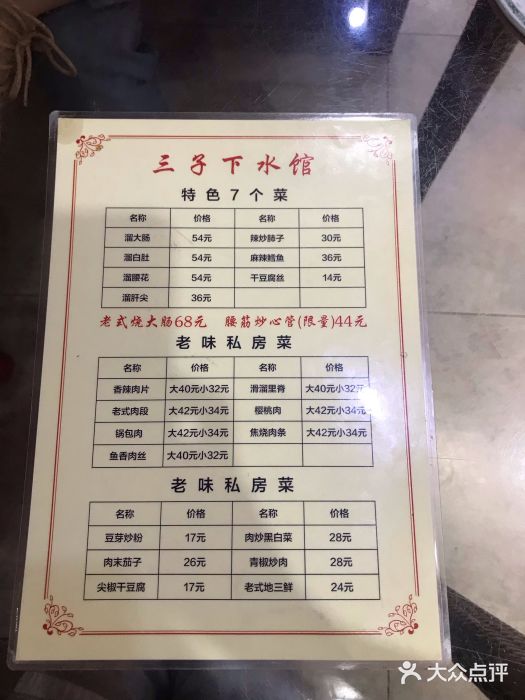 三子下水馆
特色7个菜
名称 价格 名称 价格
溜大肠 54元 辣炒肺子 30元
溜白肚 54元 麻辣鳝鱼 36元
溜腰花 54元 干豆腐丝 14元
溜肝尖 36元
老式烧大肠68元 腰筋炒心管(限量)44元
老味私房菜
名称 价格 名称 价格
香辣肉片 大40元小32元 滑溜里脊 大40元小32元
老式肉段 大42元小34元 樱桃肉 大42元小34元
锅包肉 大42元小34元 焦烧肉条 大42元小34元
鱼香肉丝 大40元小32元
老味私房菜
名称 价格 名称 价格
豆芽炒粉 17元 肉炒黑白菜 28元
肉末茄子 26元 青椒炒肉 28元
尖椒干豆腐 17元 老式地三鲜 24元
大众点评